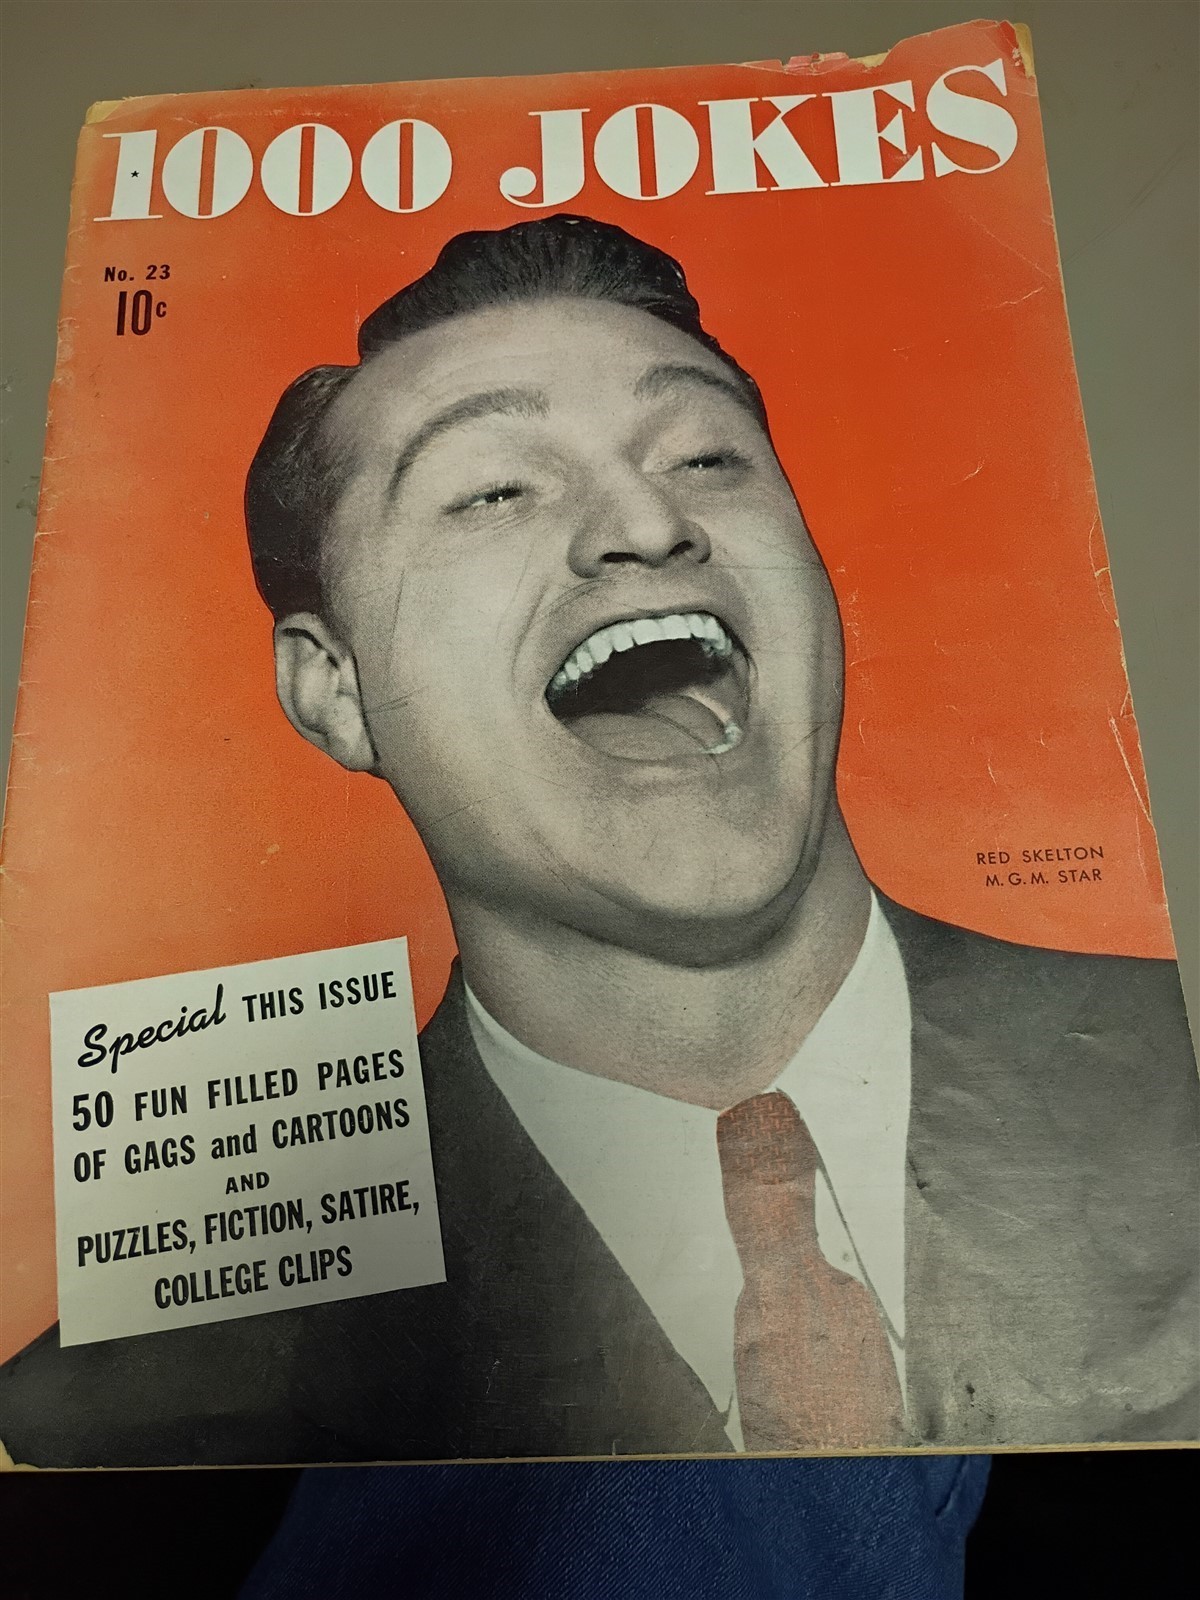 1000 JOKES
No. 23
10c
RED SKELTON
M.G.M. STAR
Special THIS ISSUE
50 FUN FILLED PAGES
OF GAGS and CARTOONS
AND
PUZZLES, FICTION, SATIRE,
COLLEGE CLIPS